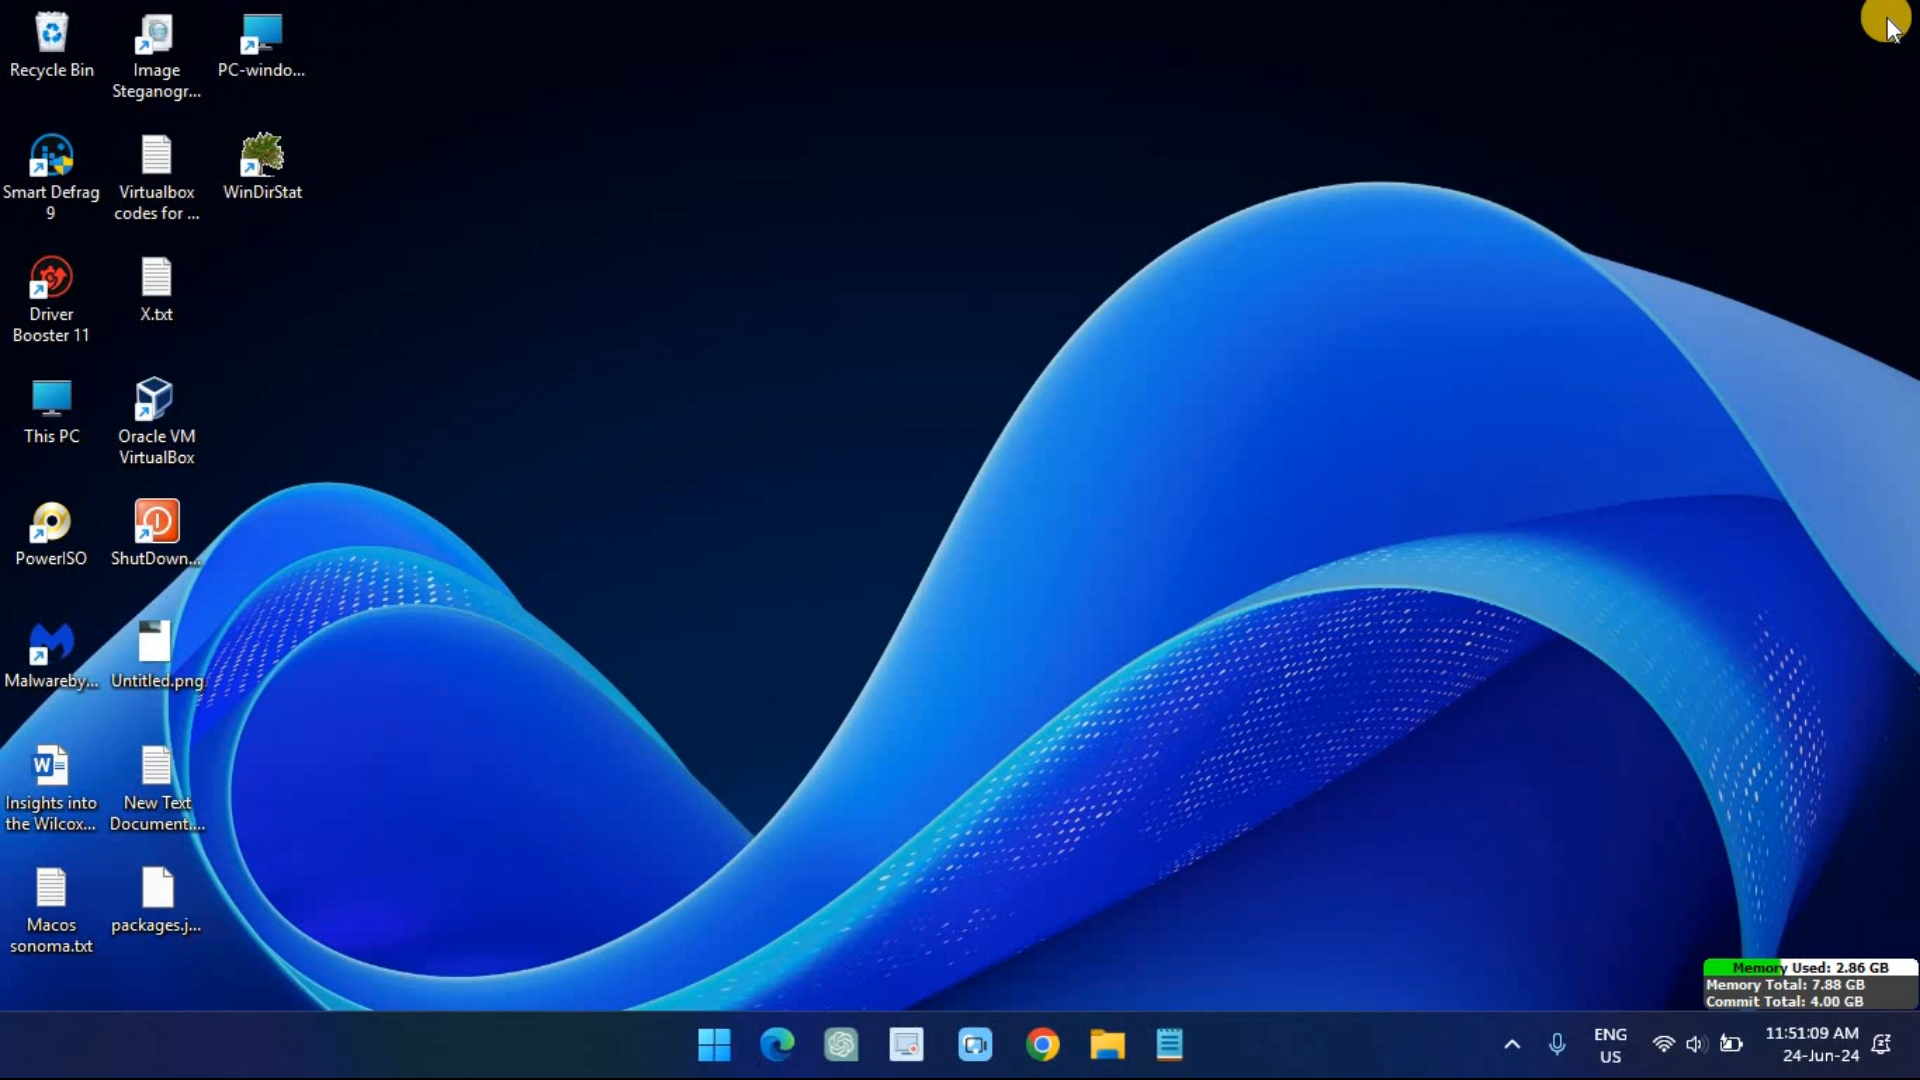 Recycle Bin
Image
Steganogr...
PC-windo...
Smart Defrag
9
Virtualbox
codes for ...
WinDirStat
Driver
Booster 11
X.txt
This PC
Oracle VM
VirtualBox
PowerISO
ShutDown...
Malwareby...
Untitled.png
Insights into
the Wilcox...
New Text
Document....
Macos
sonoma.txt
packages.j...
Memory Used: 2.86 GB
Memory Total: 7.88 GB
Commit Total: 4.00 GB
ENG
US
11:51:09 AM
24-Jun-24